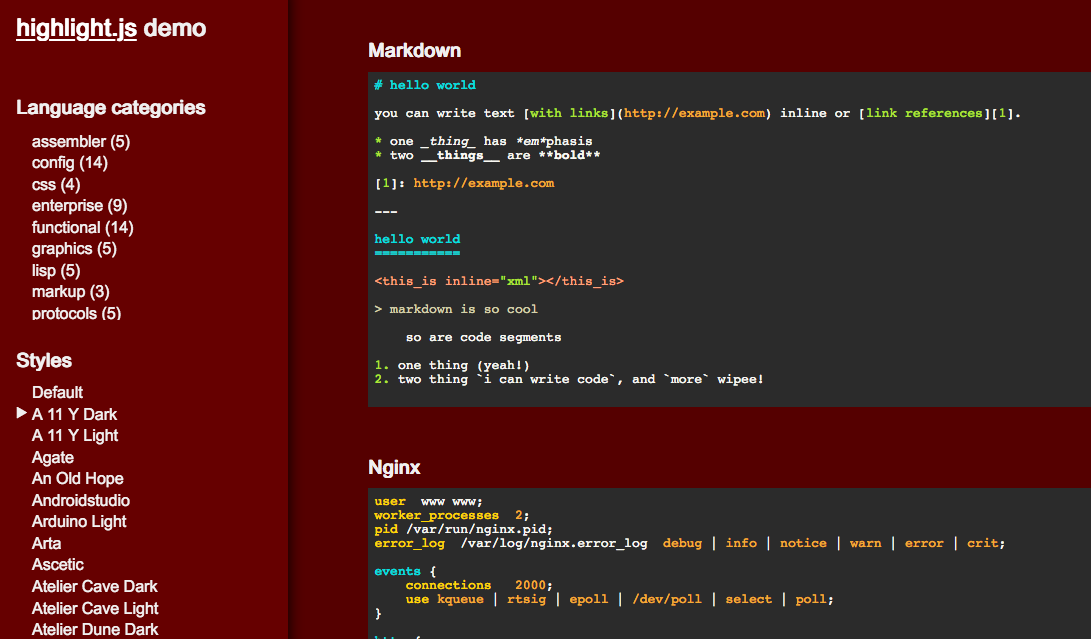 highlight.js demo
Language categories
assembler (5)
config (14)
css (4)
enterprise (9)
functional (14)
graphics (5)
lisp (5)
markup (3)
protocols (5)
Styles
Default
A 11 Y Dark
A 11 Y Light
Agate
An Old Hope
Androidstudio
Arduino Light
Arta
Ascetic
Atelier Cave Dark
Atelier Cave Light
Atelier Dune Dark
Markdown
# hello world
you can write text [with links](http://example.com) inline or [link references][1].
* one _thing_ has *em*phasis
* two __things__ are **bold**
[1]: http://example.com
---
hello world
===========
<this_is inline="xml"></this_is>
> markdown is so cool
    so are code segments
1. one thing (yeah!)
2. two thing `i can write code`, and `more` wipee!
Nginx
user  www www;
worker_processes  2;
pid /var/run/nginx.pid;
error_log  /var/log/nginx.error_log  debug | info | notice | warn | error | crit;
events {
    connections   2000;
    use kqueue | rtsig | epoll | /dev/poll | select | poll;
}